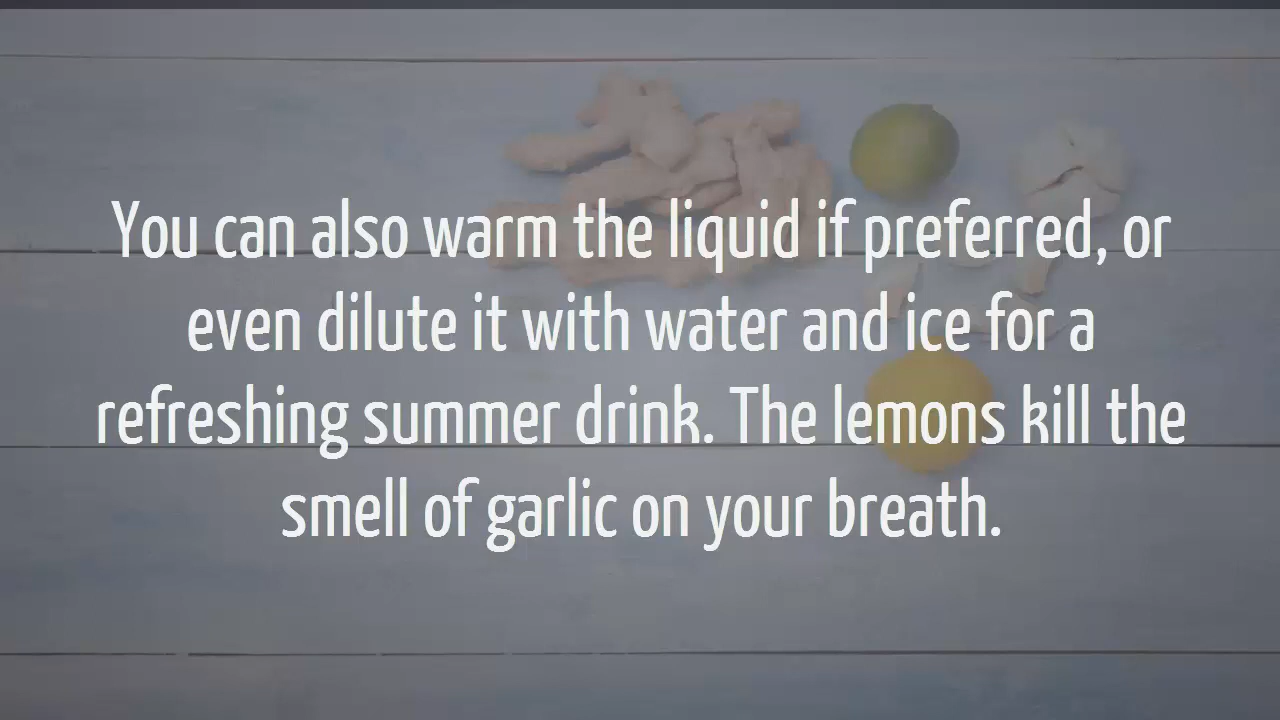 You can also warm the liquid if preferred, or
even dilute it with water and ice for a
refreshing summer drink. The lemons kill the
smell of garlic on your breath.